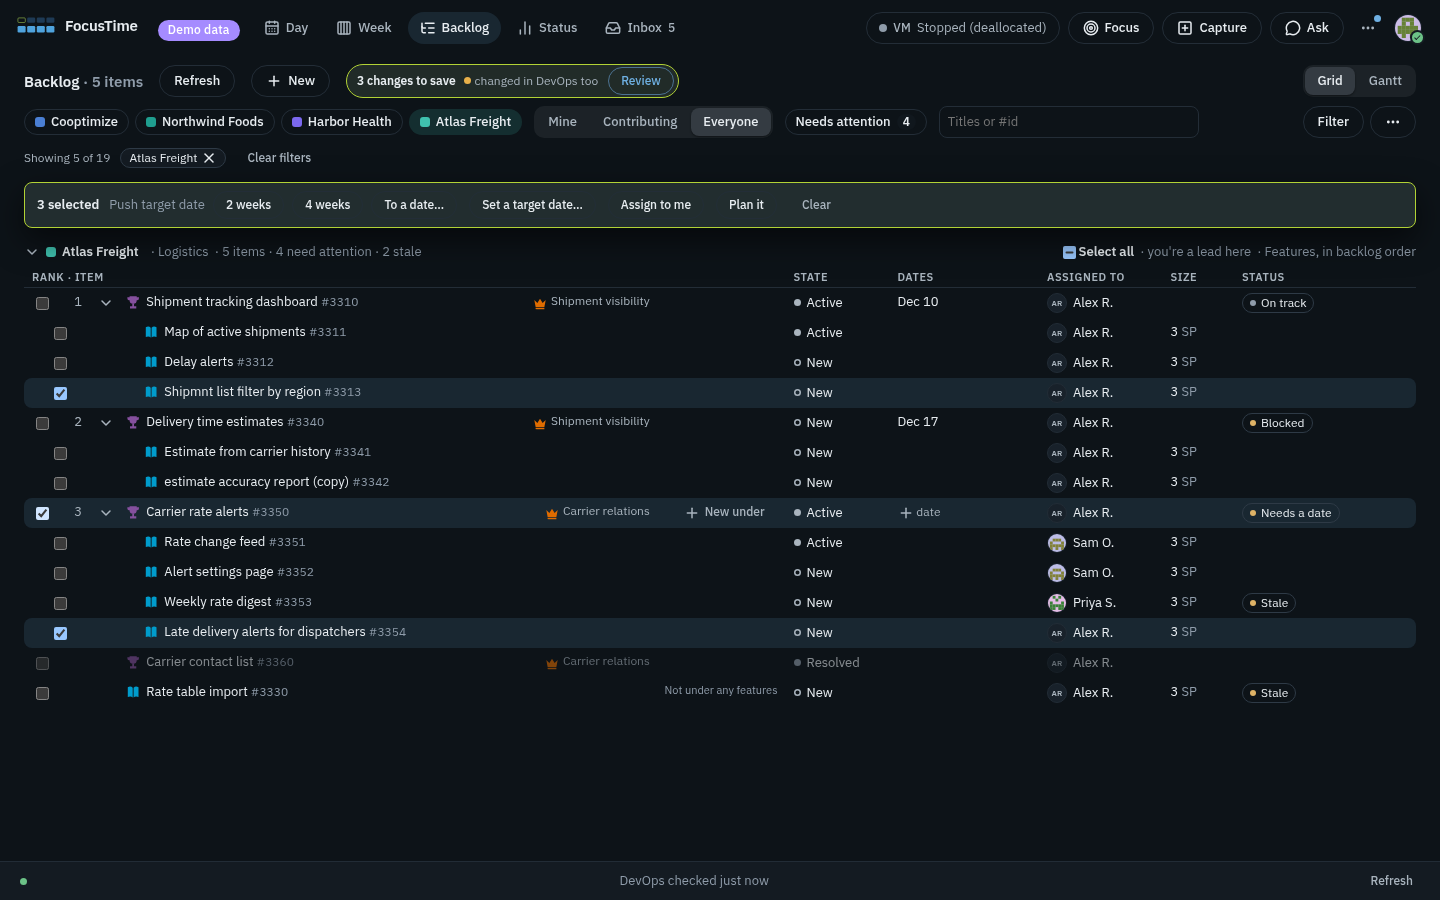 FocusTime Demo data Day Week Backlog Status Inbox 5 VM Stopped (deallocated) Focus Capture Ask
Backlog · 5 items Refresh New 3 changes to save changed in DevOps too Review Grid Gantt
Cooptimize Northwind Foods Harbor Health Atlas Freight Mine Contributing Everyone Needs attention 4 Titles or #id Filter
Showing 5 of 19 Atlas Freight Clear filters
3 selected Push target date 2 weeks 4 weeks To a date... Set a target date... Assign to me Plan it Clear
Atlas Freight · Logistics · 5 items · 4 need attention · 2 stale Select all · you're a lead here · Features, in backlog order
RANK · ITEM STATE DATES ASSIGNED TO SIZE STATUS
1 Shipment tracking dashboard #3310 Shipment visibility Active Dec 10 AR Alex R. On track
Map of active shipments #3311 Active AR Alex R. 3 SP
Delay alerts #3312 New AR Alex R. 3 SP
Shipmnt list filter by region #3313 New AR Alex R. 3 SP
2 Delivery time estimates #3340 Shipment visibility New Dec 17 AR Alex R. Blocked
Estimate from carrier history #3341 New AR Alex R. 3 SP
estimate accuracy report (copy) #3342 New AR Alex R. 3 SP
3 Carrier rate alerts #3350 Carrier relations New under Active date AR Alex R. Needs a date
Rate change feed #3351 Active Sam O. 3 SP
Alert settings page #3352 New Sam O. 3 SP
Weekly rate digest #3353 New Priya S. 3 SP Stale
Late delivery alerts for dispatchers #3354 New AR Alex R. 3 SP
Carrier contact list #3360 Carrier relations Resolved AR Alex R.
Rate table import #3330 Not under any features New AR Alex R. 3 SP Stale
DevOps checked just now Refresh